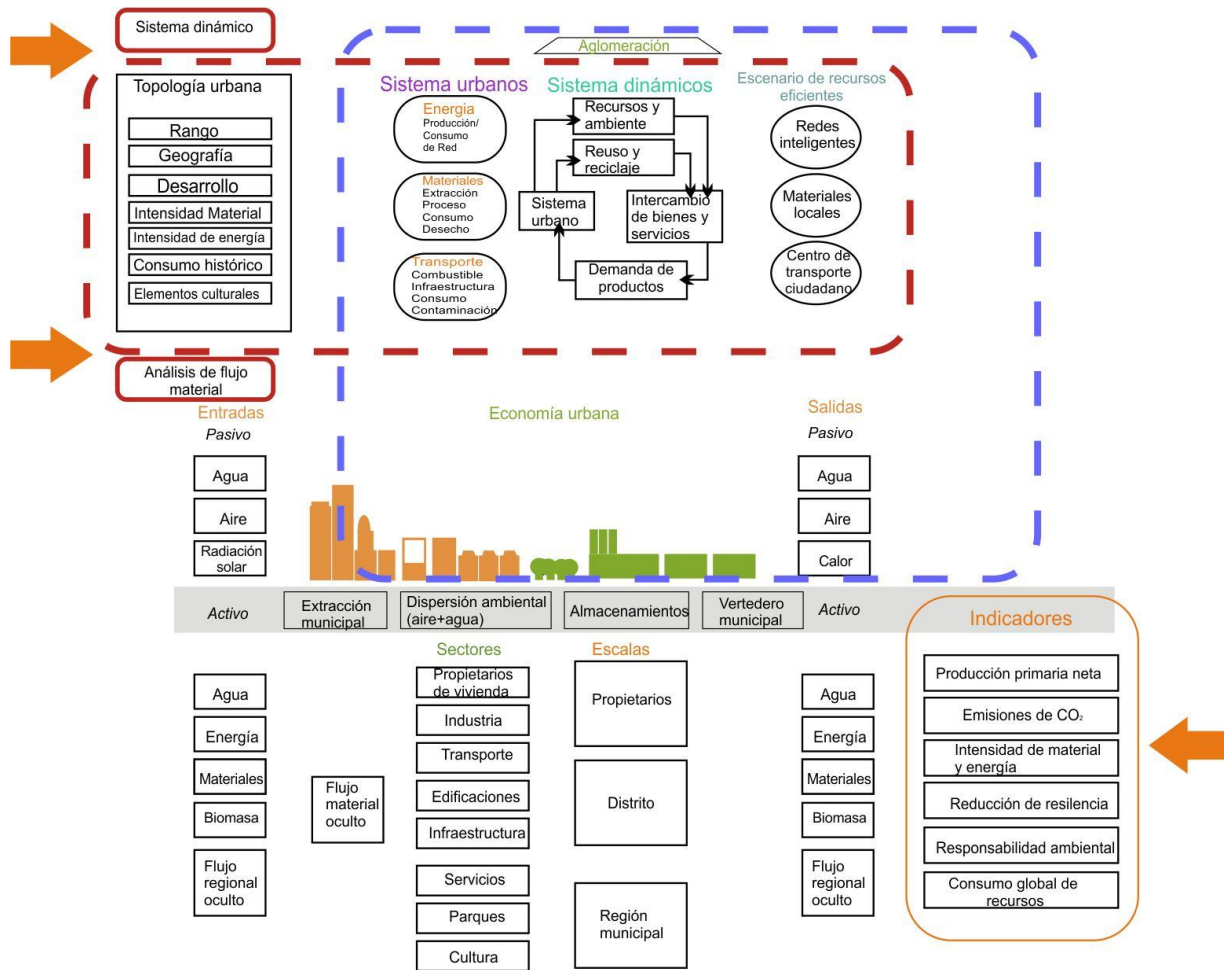 Sistema dinámico
Aglomeración
Topología urbana
Rango
Geografía
Desarrollo
Intensidad Material
Intensidad de energía
Consumo histórico
Elementos culturales
Sistema urbanos
Energia
Producción/
Consumo
de Red
Materiales
Extracción
Proceso
Consumo
Desecho
Transporte
Combustible
Infraestructura
Consumo
Contaminación
Sistema dinámicos
Recursos y
ambiente
Reuso y
reciclaje
Sistema
urbano
Intercambio
de bienes y
servicios
Demanda de
productos
Escenario de recursos
eficientes
Redes
inteligentes
Materiales
locales
Centro de
transporte
ciudadano
Análisis de flujo
material
Entradas
Pasivo
Agua
Aire
Radiación
solar
Economía urbana
Salidas
Pasivo
Agua
Aire
Calor
Activo
Extracción
municipal
Dispersión ambiental
(aire+agua)
Almacenamientos
Vertedero
municipal
Activo
Agua
Energía
Materiales
Biomasa
Flujo
regional
oculto
Flujo
material
oculto
Sectores
Propietarios
de vivienda
Industria
Transporte
Edificaciones
Infraestructura
Servicios
Parques
Cultura
Escalas
Propietarios
Distrito
Región
municipal
Agua
Energía
Materiales
Biomasa
Flujo
regional
oculto
Indicadores
Producción primaria neta
Emisiones de CO₂
Intensidad de material
y energía
Reducción de resilencia
Responsabilidad ambiental
Consumo global de
recursos